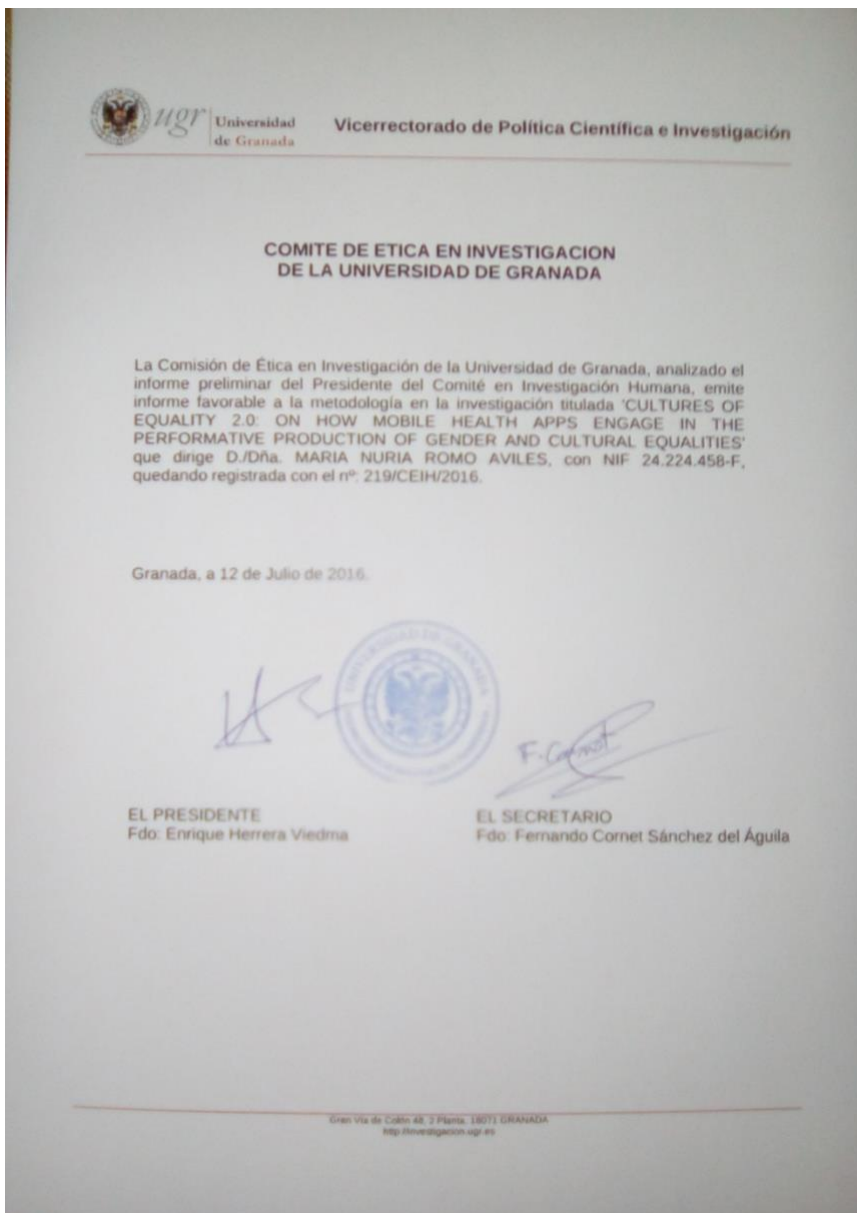 ugr Universidad
de Granada
Vicerrectorado de Política Científica e Investigación
COMITE DE ETICA EN INVESTIGACION
DE LA UNIVERSIDAD DE GRANADA
La Comisión de Ética en Investigación de la Universidad de Granada, analizado el
informe preliminar del Presidente del Comité en Investigación Humana, emite
informe favorable a la metodología en la investigación titulada 'CULTURES OF
EQUALITY 2.0: ON HOW MOBILE HEALTH APPS ENGAGE IN THE
PERFORMATIVE PRODUCTION OF GENDER AND CULTURAL EQUALITIES'
que dirige D./Dña. MARIA NURIA ROMO AVILES, con NIF 24.224.458-F,
quedando registrada con el nº: 219/CEIH/2016.
Granada, a 12 de Julio de 2016.
UNIVERSIDAD DE GRANADA
F. Cornet
EL PRESIDENTE
Fdo: Enrique Herrera Viedma
EL SECRETARIO
Fdo: Fernando Cornet Sánchez del Águila
Gran Vía de Colón 48, 2 Planta, 18071 GRANADA
http://investigacion.ugr.es